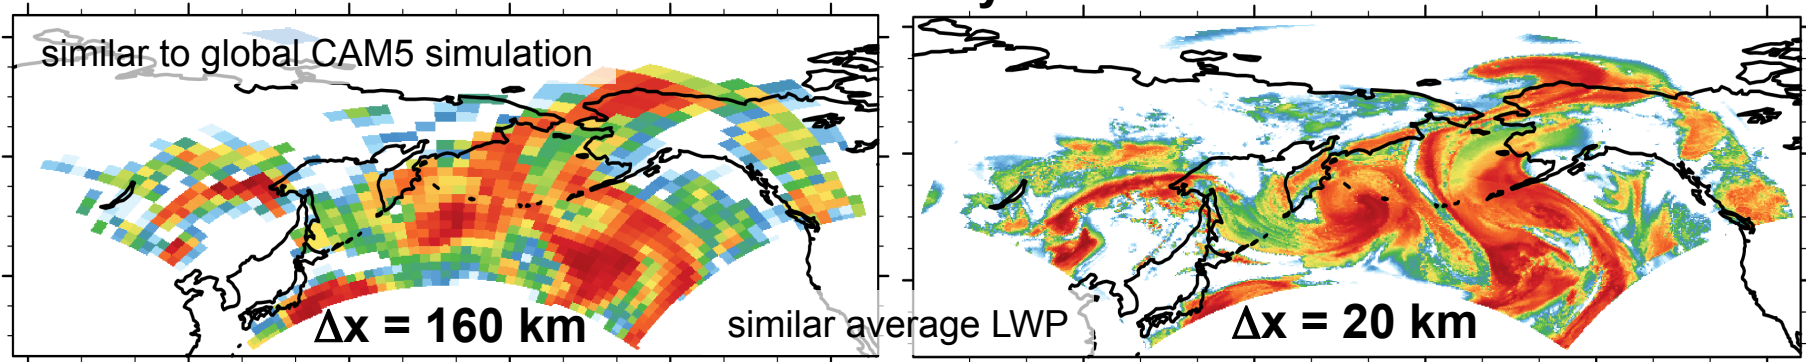 similar to global CAM5 simulation
Δx = 160 km
similar average LWP
Δx = 20 km